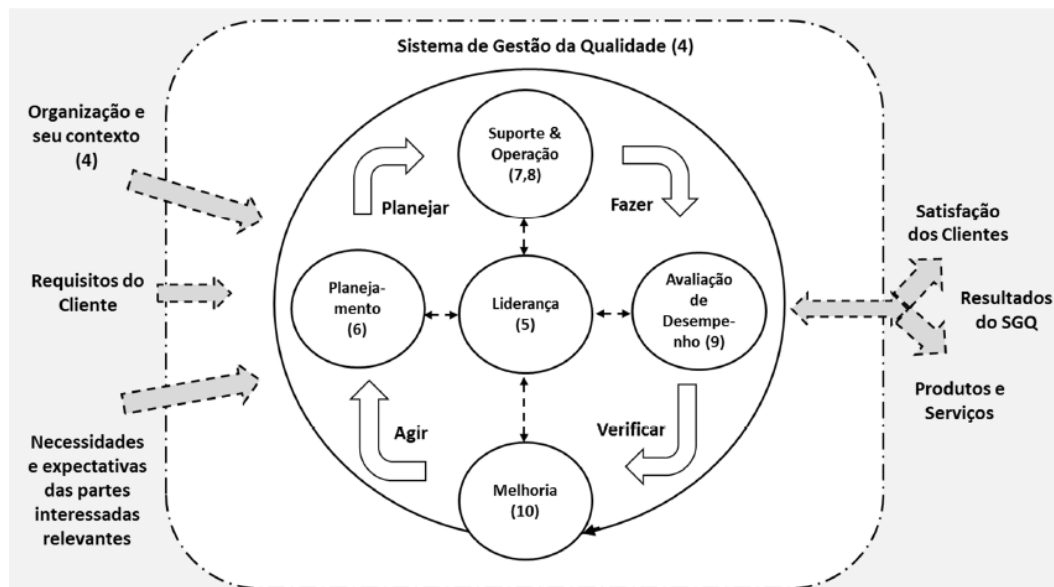 Sistema de Gestão da Qualidade (4)
Organização e
seu contexto
(4)
Requisitos do
Cliente
Necessidades
e expectativas
das partes
interessadas
relevantes
Suporte &
Operação
(7,8)
Planejar
Fazer
Planeja-
mento
(6)
Liderança
(5)
Avaliação
de
Desempe-
nho (9)
Agir
Verificar
Melhoria
(10)
Satisfação
dos Clientes
Resultados
do SGQ
Produtos e
Serviços